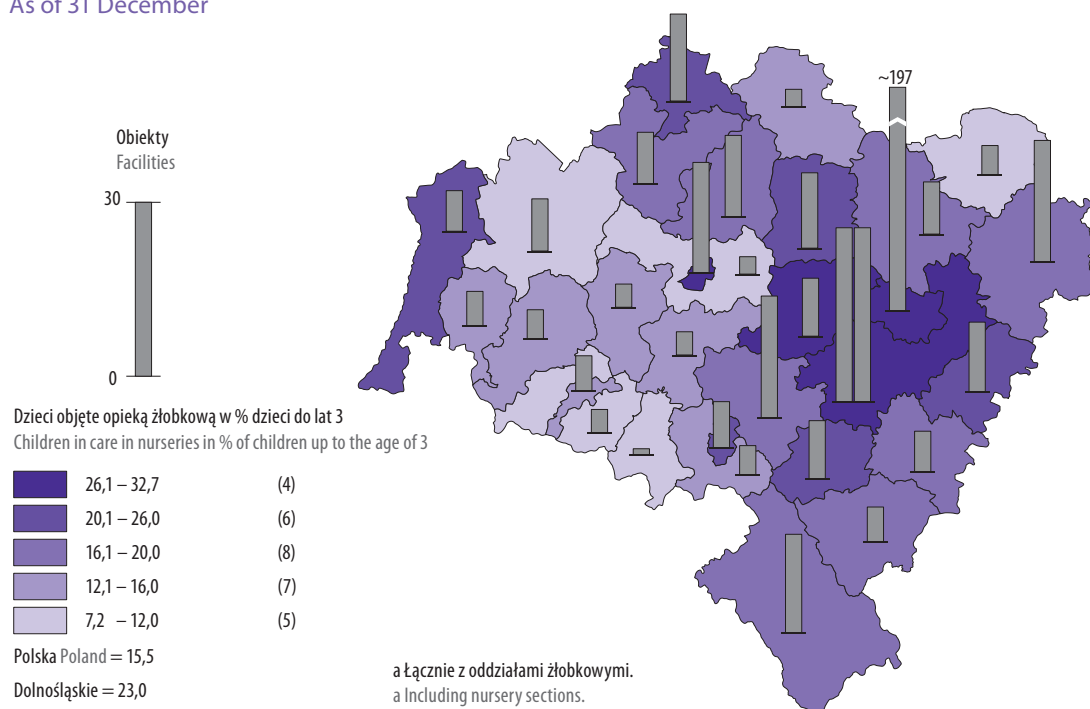 As of 31 December
~197
Obiekty
Facilities
30
0
Dzieci objęte opieką żłobkową w % dzieci do lat 3
Children in care in nurseries in % of children up to the age of 3
26,1 – 32,7 (4)
20,1 – 26,0 (6)
16,1 – 20,0 (8)
12,1 – 16,0 (7)
7,2 – 12,0 (5)
Polska Poland = 15,5
Dolnośląskie = 23,0
a Łącznie z oddziałami żłobkowymi.
a Including nursery sections.